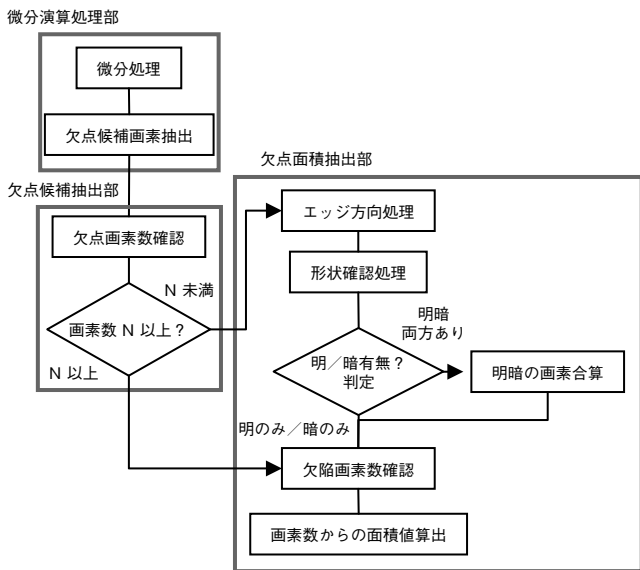 微分演算処理部
微分処理
欠点候補画素抽出
欠点候補抽出部
欠点画素数確認
N 未満
画素数 N 以上？
N 以上
欠点面積抽出部
エッジ方向処理
形状確認処理
明暗
両方あり
明／暗有無？
判定
明暗の画素合算
明のみ／暗のみ
欠陥画素数確認
画素数からの面積値算出